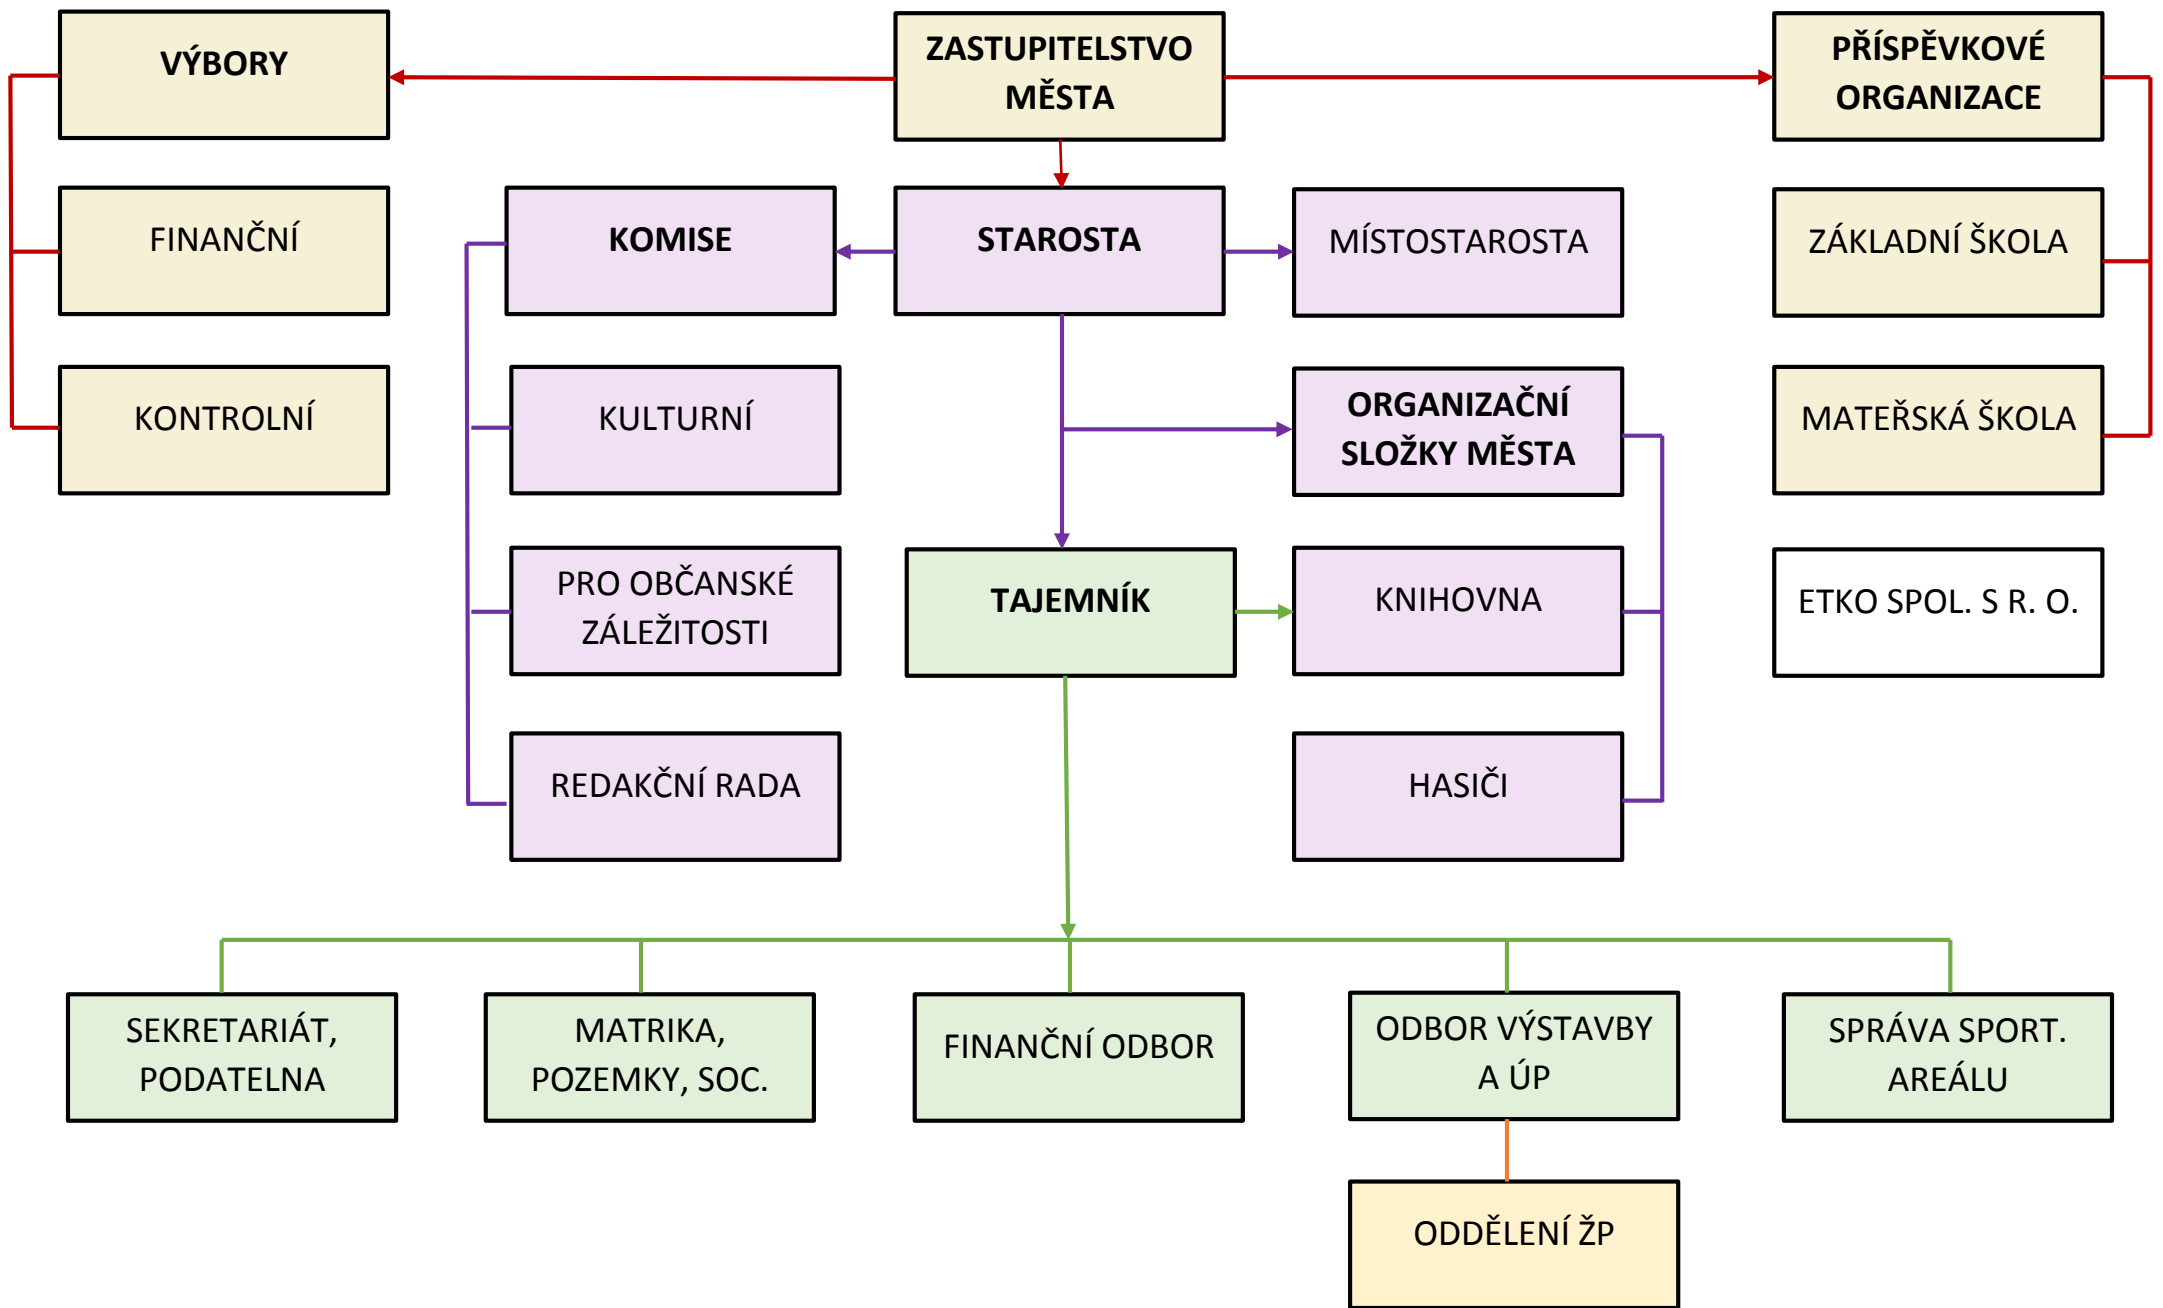 VÝBORY
ZASTUPITELSTVO
MĚSTA
PŘÍSPĚVKOVÉ
ORGANIZACE
FINANČNÍ
KOMISE
STAROSTA
MÍSTOSTAROSTA
ZÁKLADNÍ ŠKOLA
KONTROLNÍ
KULTURNÍ
ORGANIZAČNÍ
SLOŽKY MĚSTA
MATEŘSKÁ ŠKOLA
PRO OBČANSKÉ
ZÁLEŽITOSTI
TAJEMNÍK
KNIHOVNA
ETKO SPOL. S R. O.
REDAKČNÍ RADA
HASIČI
SEKRETARIÁT,
PODATELNA
MATRIKA,
POZEMKY, SOC.
FINANČNÍ ODBOR
ODBOR VÝSTAVBY
A ÚP
SPRÁVA SPORT.
AREÁLU
ODDĚLENÍ ŽP